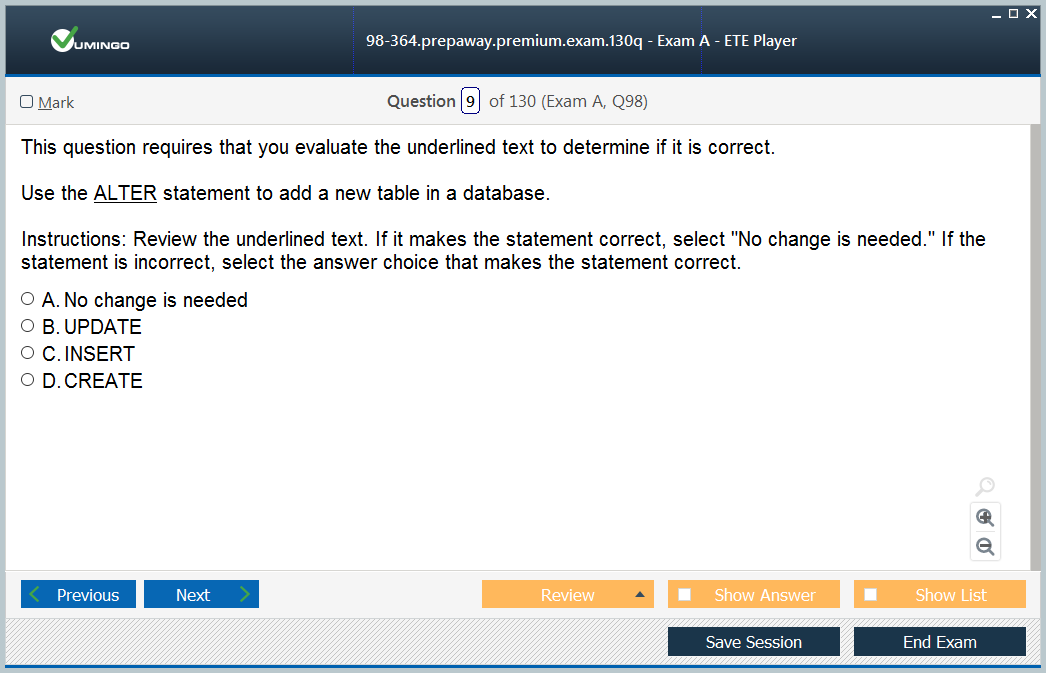 VUMINGO
98-364.prepaway.premium.exam.130q - Exam A - ETE Player
Mark
Question 9 of 130 (Exam A, Q98)
This question requires that you evaluate the underlined text to determine if it is correct.
Use the ALTER statement to add a new table in a database.
Instructions: Review the underlined text. If it makes the statement correct, select "No change is needed." If the
statement is incorrect, select the answer choice that makes the statement correct.
A. No change is needed
B. UPDATE
C. INSERT
D. CREATE
Previous
Next
Review
Show Answer
Show List
Save Session
End Exam